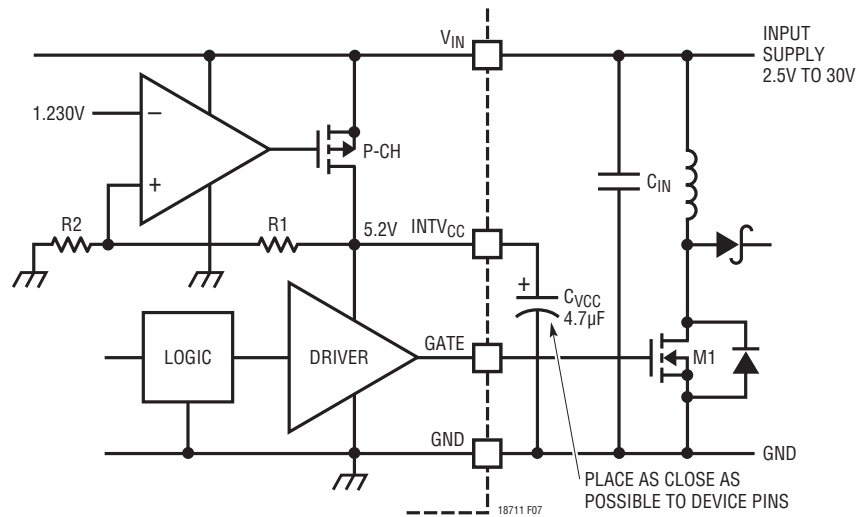 V_IN
INPUT
SUPPLY
2.5V TO 30V
1.230V
−
+
P-CH
C_IN
R2
R1
5.2V
INTV_CC
+
C_VCC
4.7µF
LOGIC
DRIVER
GATE
M1
GND
GND
PLACE AS CLOSE AS
POSSIBLE TO DEVICE PINS
18711 F07